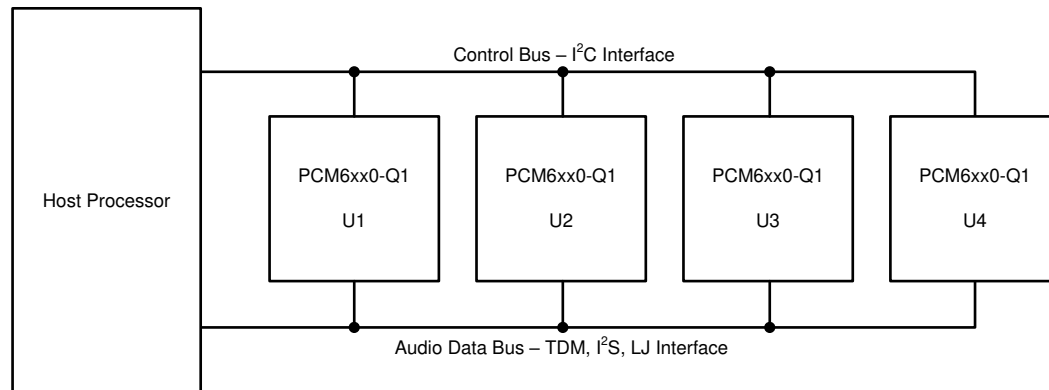 Control Bus – I²C Interface
PCM6xx0-Q1
U1
PCM6xx0-Q1
U2
PCM6xx0-Q1
U3
PCM6xx0-Q1
U4
Host Processor
Audio Data Bus – TDM, I²S, LJ Interface